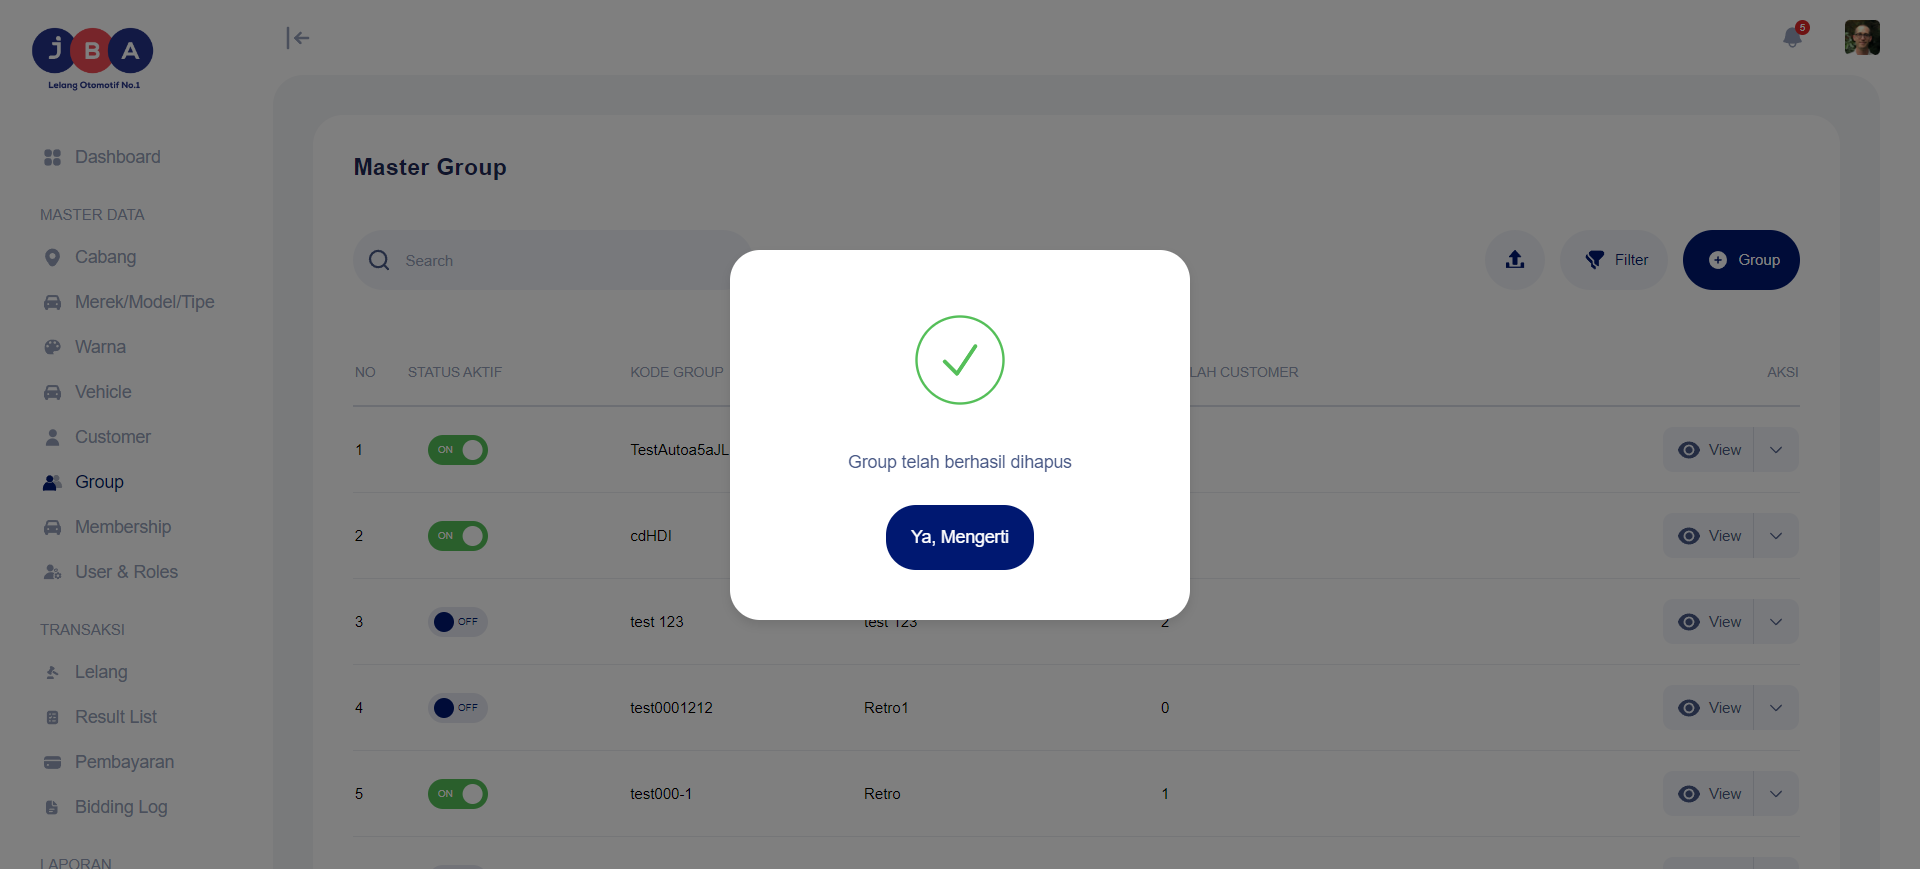 JBA
Lelang Otomotif No.1
5
Dashboard
MASTER DATA
Cabang
Merek/Model/Tipe
Warna
Vehicle
Customer
Group
Membership
User & Roles
TRANSAKSI
Lelang
Result List
Pembayaran
Bidding Log
LAPORAN
Master Group
Search
Filter
Group
NO STATUS AKTIF KODE GROUP LAH CUSTOMER AKSI
1 ON TestAutoa5aJL View
2 ON cdHDI View
3 OFF test 123 test 123 2 View
4 OFF test0001212 Retro1 0 View
5 ON test000-1 Retro 1 View
Group telah berhasil dihapus
Ya, Mengerti